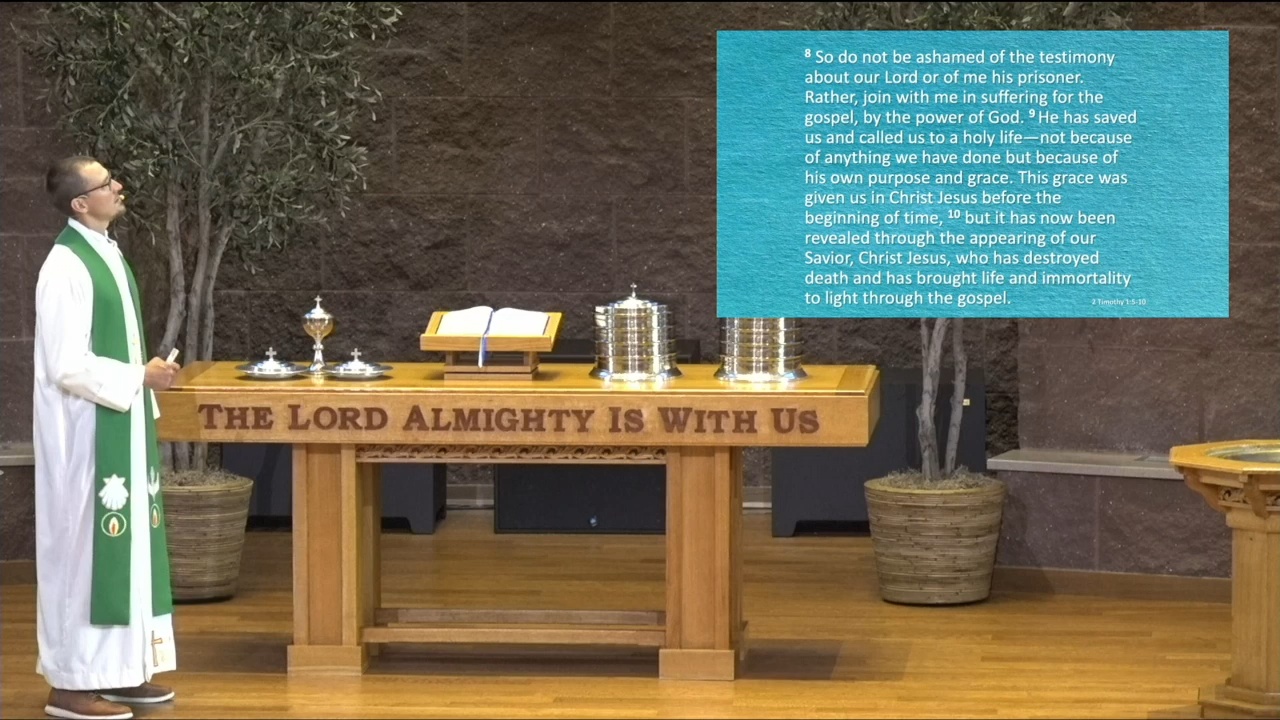 8 So do not be ashamed of the testimony
about our Lord or of me his prisoner.
Rather, join with me in suffering for the
gospel, by the power of God. 9 He has saved
us and called us to a holy life—not because
of anything we have done but because of
his own purpose and grace. This grace was
given us in Christ Jesus before the
beginning of time, 10 but it has now been
revealed through the appearing of our
Savior, Christ Jesus, who has destroyed
death and has brought life and immortality
to light through the gospel.
2 Timothy 1:5-10
THE LORD ALMIGHTY IS WITH US